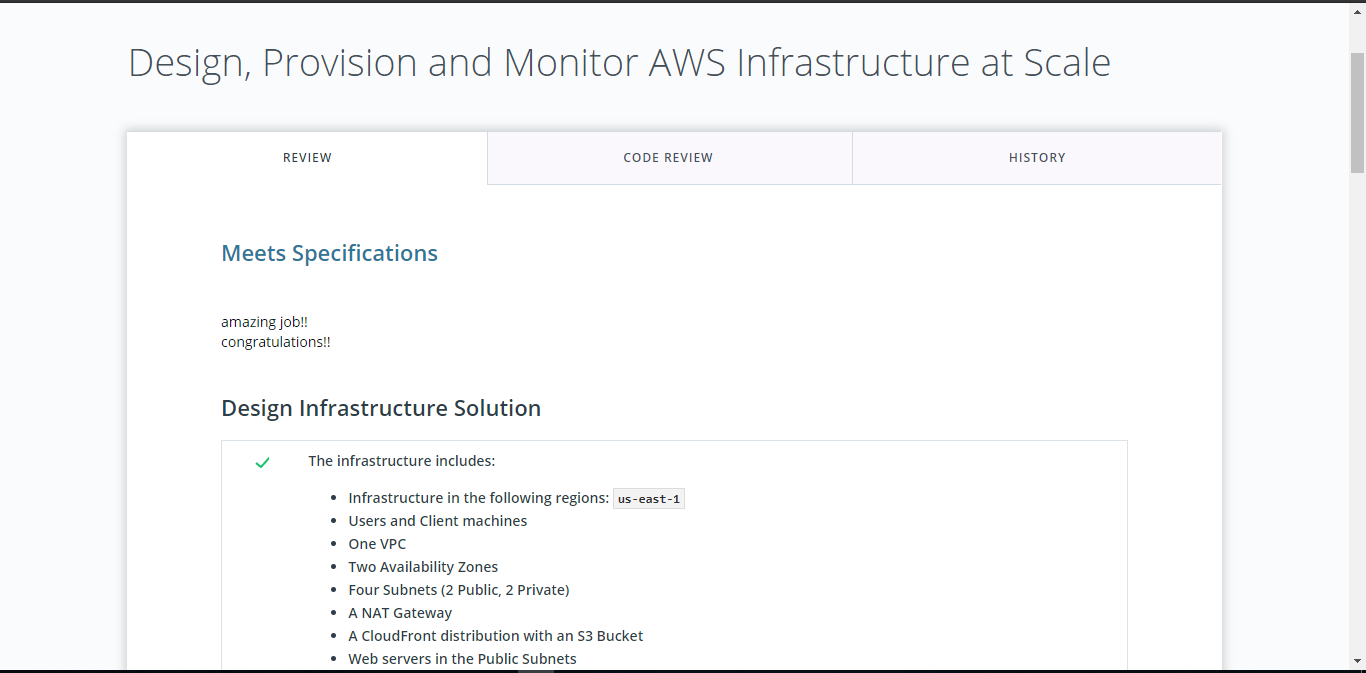 Design, Provision and Monitor AWS Infrastructure at Scale
REVIEW
CODE REVIEW
HISTORY
Meets Specifications
amazing job!!
congratulations!!
Design Infrastructure Solution
The infrastructure includes:
Infrastructure in the following regions: us-east-1
Users and Client machines
One VPC
Two Availability Zones
Four Subnets (2 Public, 2 Private)
A NAT Gateway
A CloudFront distribution with an S3 Bucket
Web servers in the Public Subnets